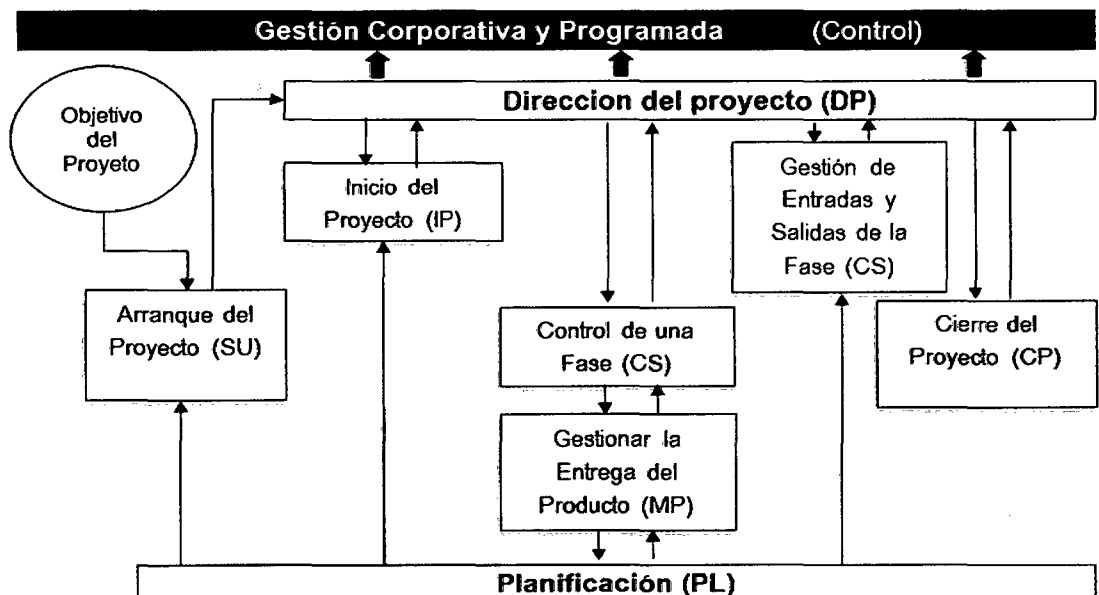 Gestión Corporativa y Programada (Control)
Direccion del proyecto (DP)
Objetivo
del
Proyeto
Inicio del
Proyecto (IP)
Gestión de
Entradas y
Salidas de la
Fase (CS)
Arranque del
Proyecto (SU)
Control de una
Fase (CS)
Cierre del
Proyecto (CP)
Gestionar la
Entrega del
Producto (MP)
Planificación (PL)